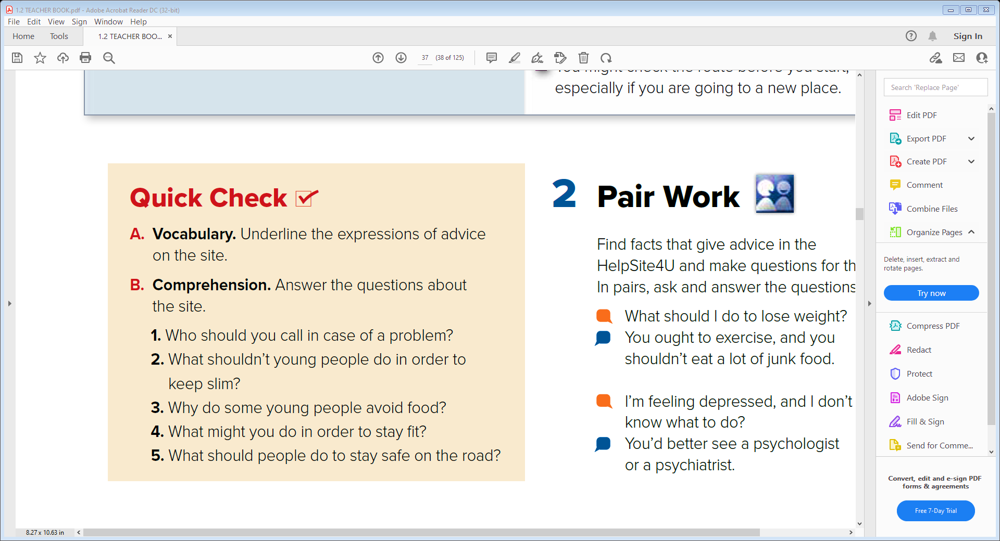 1.2 TEACHER BOOK.pdf - Adobe Acrobat Reader DC (32-bit)
File Edit View Sign Window Help
Home Tools 1.2 TEACHER BOO... Sign In
37 (38 of 125)
You might check the route before you start,
especially if you are going to a new place.
Quick Check
A. Vocabulary. Underline the expressions of advice
on the site.
B. Comprehension. Answer the questions about
the site.
1. Who should you call in case of a problem?
2. What shouldn't young people do in order to
keep slim?
3. Why do some young people avoid food?
4. What might you do in order to stay fit?
5. What should people do to stay safe on the road?
2 Pair Work
Find facts that give advice in the
HelpSite4U and make questions for th
In pairs, ask and answer the questions
What should I do to lose weight?
You ought to exercise, and you
shouldn't eat a lot of junk food.
I'm feeling depressed, and I don't
know what to do?
You'd better see a psychologist
or a psychiatrist.
Search 'Replace Page'
Edit PDF
Export PDF
Create PDF
Comment
Combine Files
Organize Pages
Delete, insert, extract and
rotate pages.
Try now
Compress PDF
Redact
Protect
Adobe Sign
Fill & Sign
Send for Comme...
Convert, edit and e-sign PDF
forms & agreements
Free 7-Day Trial
8.27 x 10.63 in